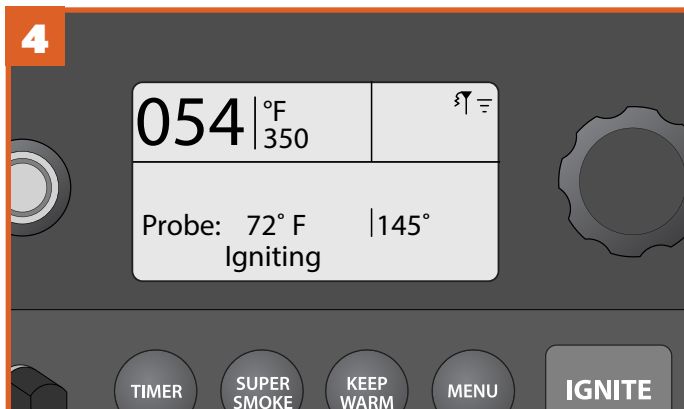 4
054 °F
350
Probe: 72° F 145°
Igniting
TIMER
SUPER
SMOKE
KEEP
WARM
MENU
IGNITE